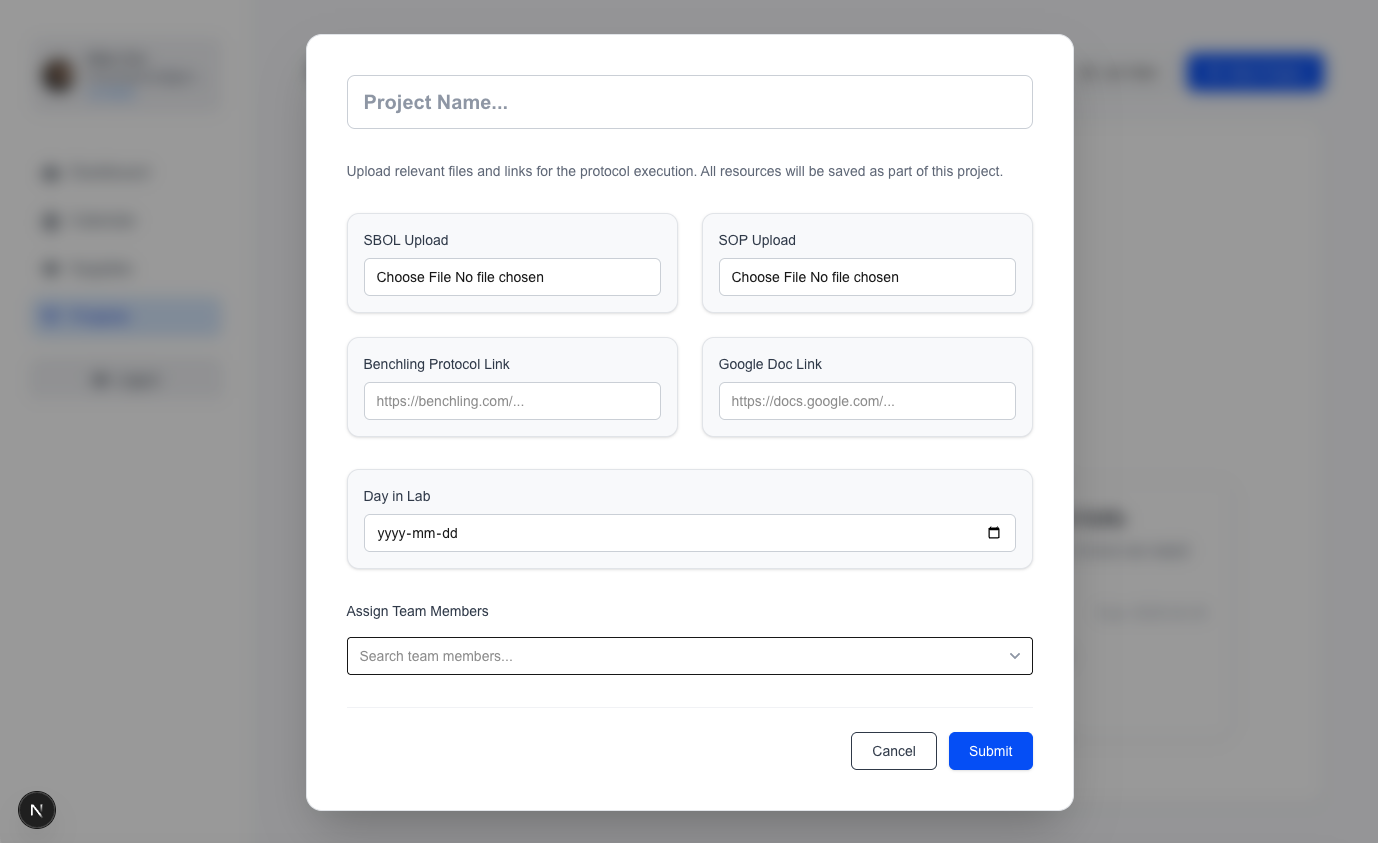 Project Name...
Upload relevant files and links for the protocol execution. All resources will be saved as part of this project.
SBOL Upload
SOP Upload
Choose File No file chosen
Choose File No file chosen
Benchling Protocol Link
Google Doc Link
https://benchling.com/...
https://docs.google.com/...
Day in Lab
yyyy-mm-dd
Assign Team Members
Search team members...
Cancel
Submit
N